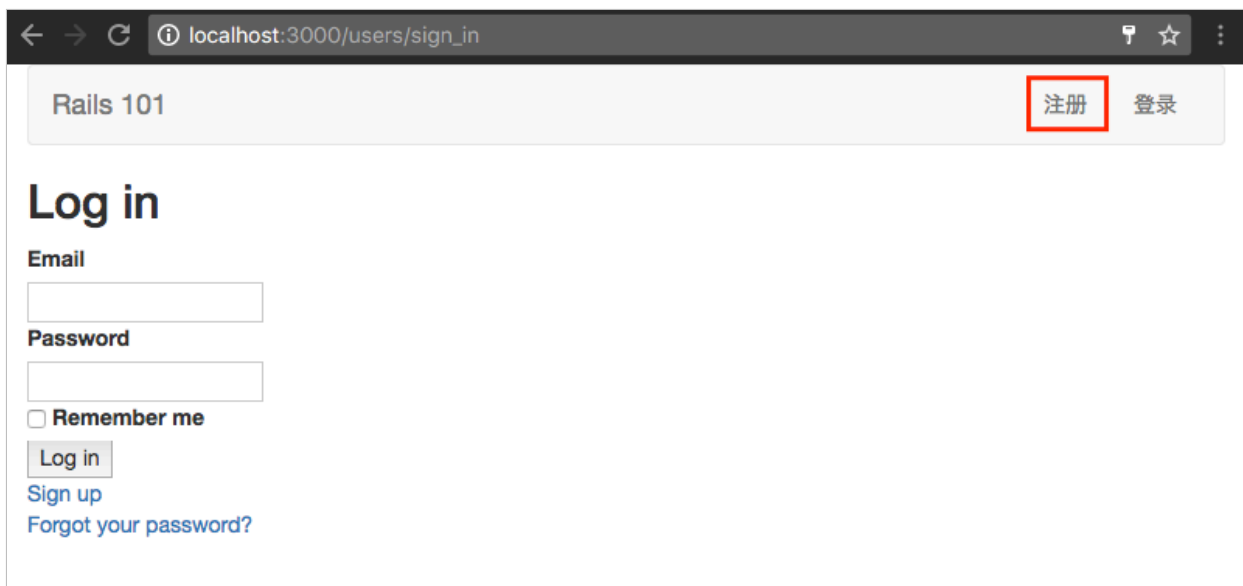 localhost:3000/users/sign_in
Rails 101 注册 登录
Log in
Email
Password
Remember me
Log in
Sign up
Forgot your password?